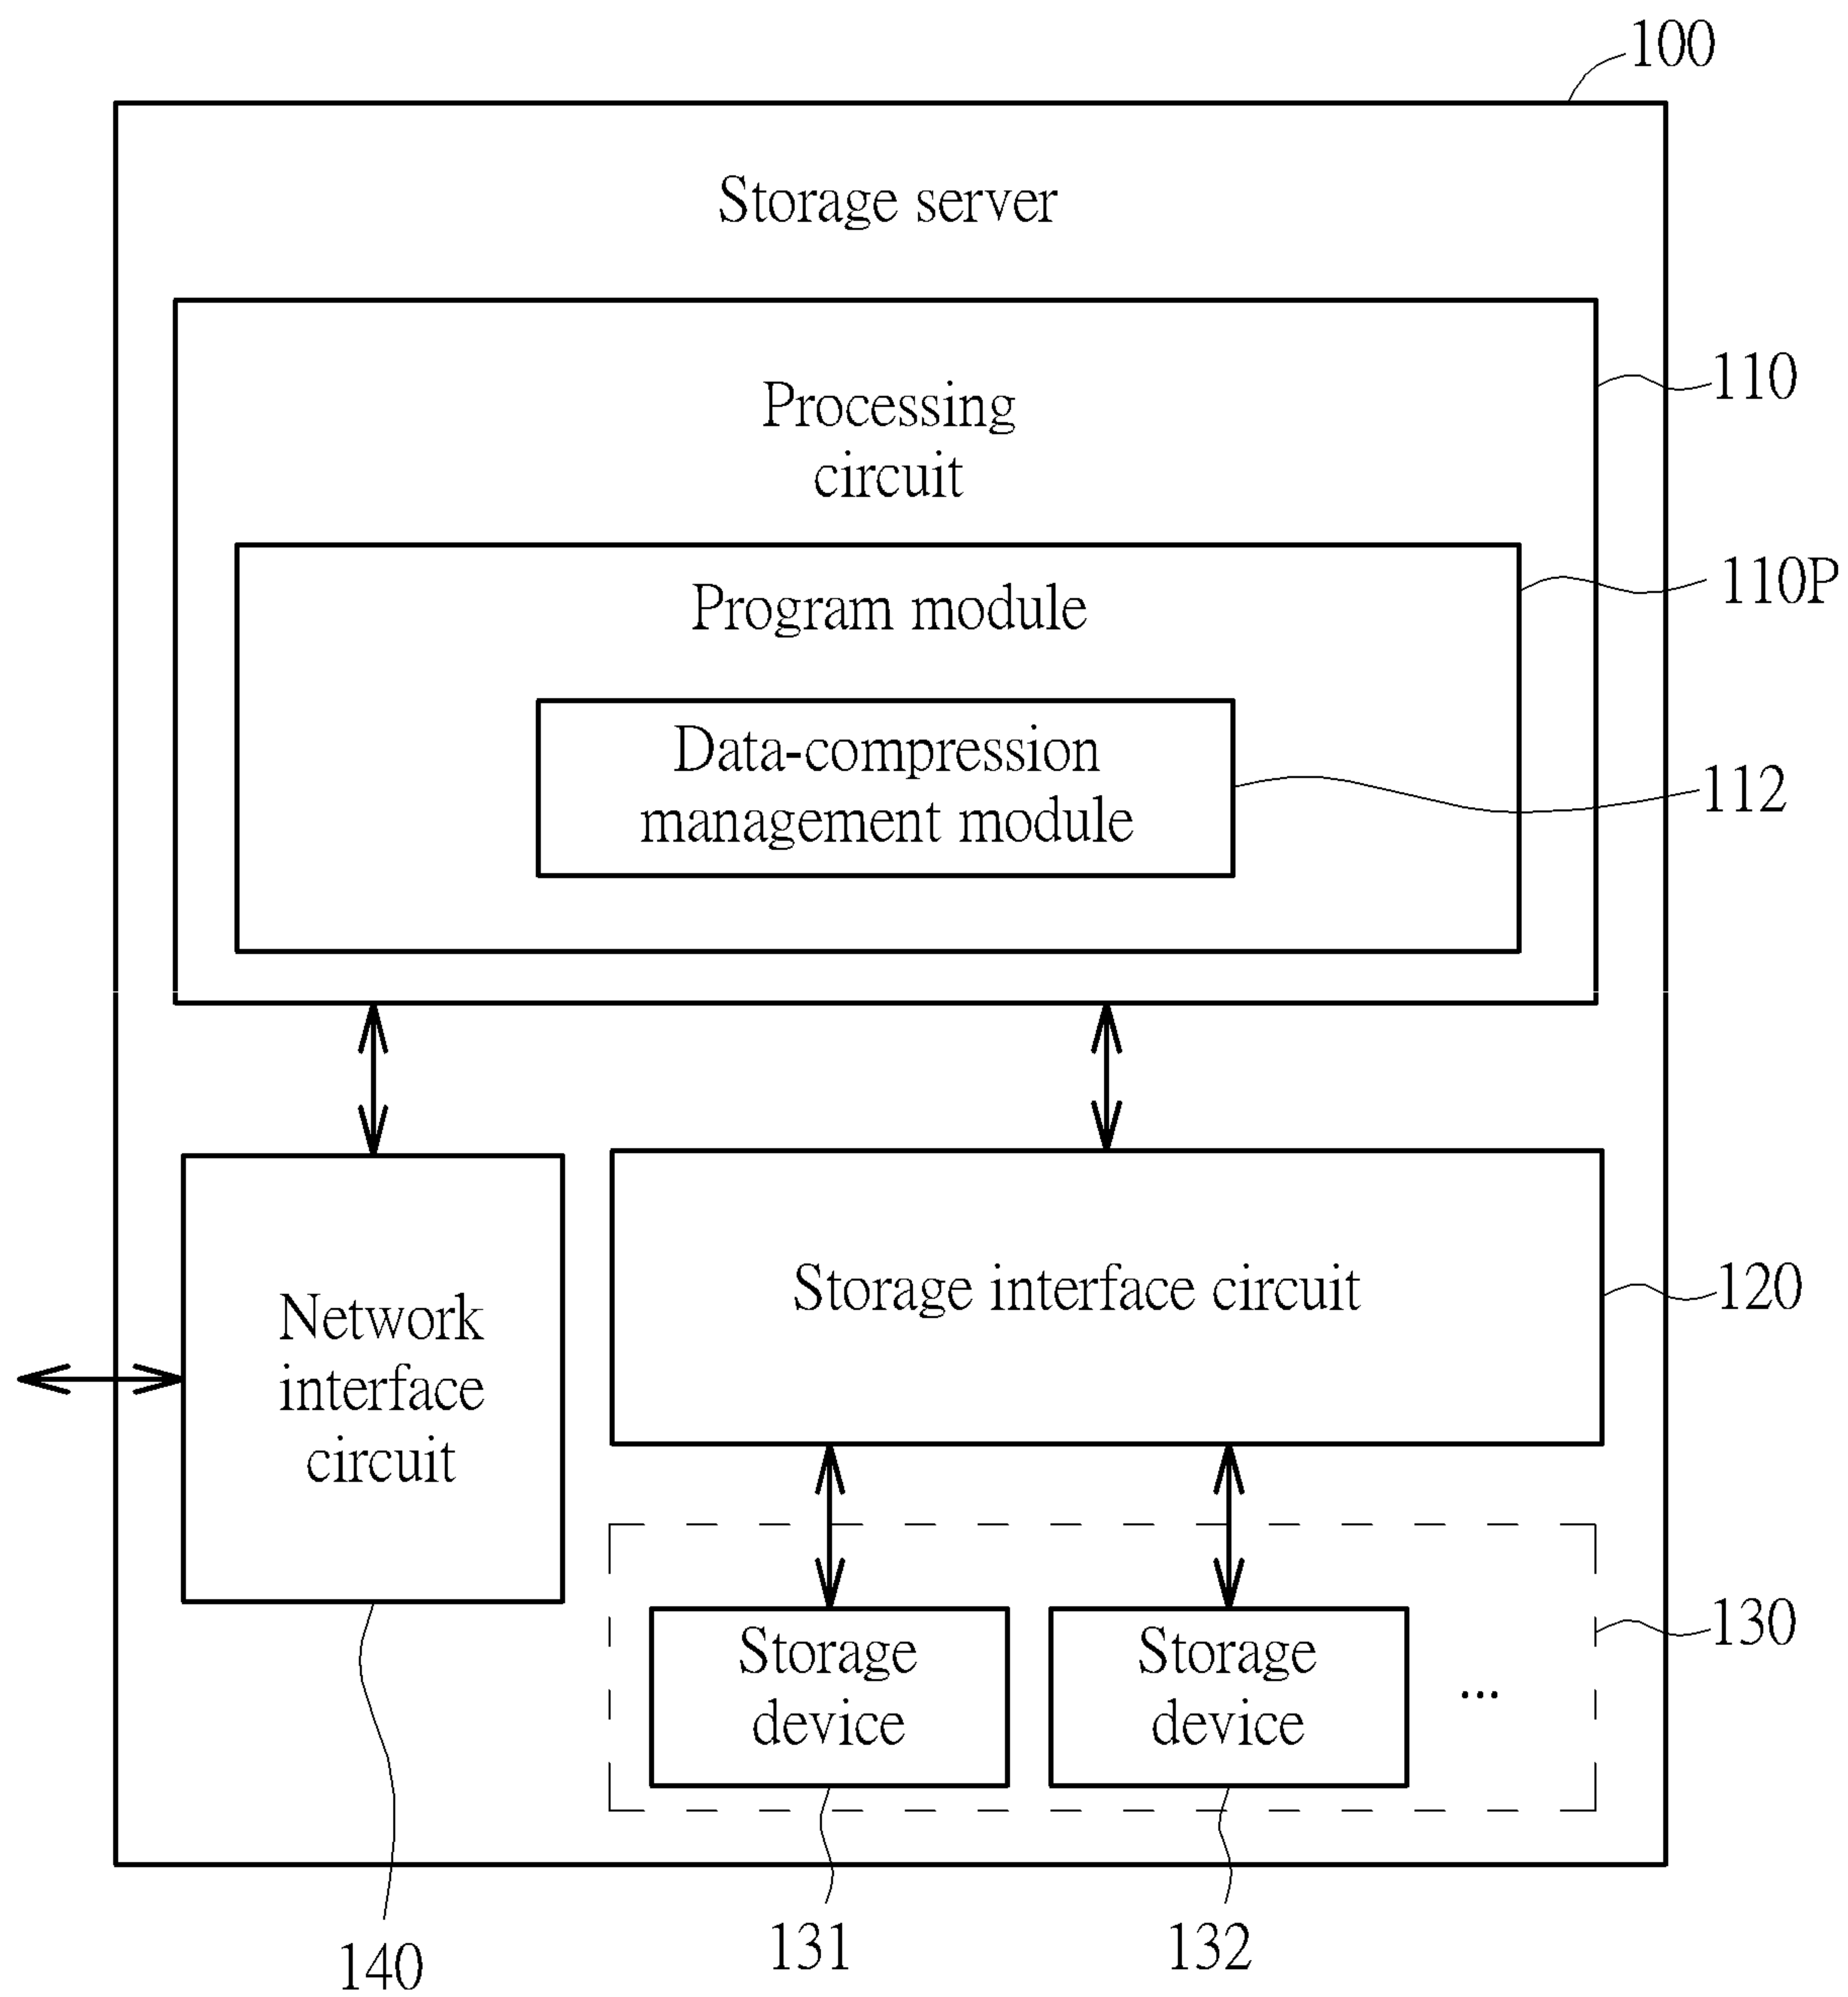 100
Storage server
110
Processing
circuit
110P
Program module
Data-compression
management module
112
Storage interface circuit
120
Network
interface
circuit
130
Storage
device
Storage
device
...
131
132
140